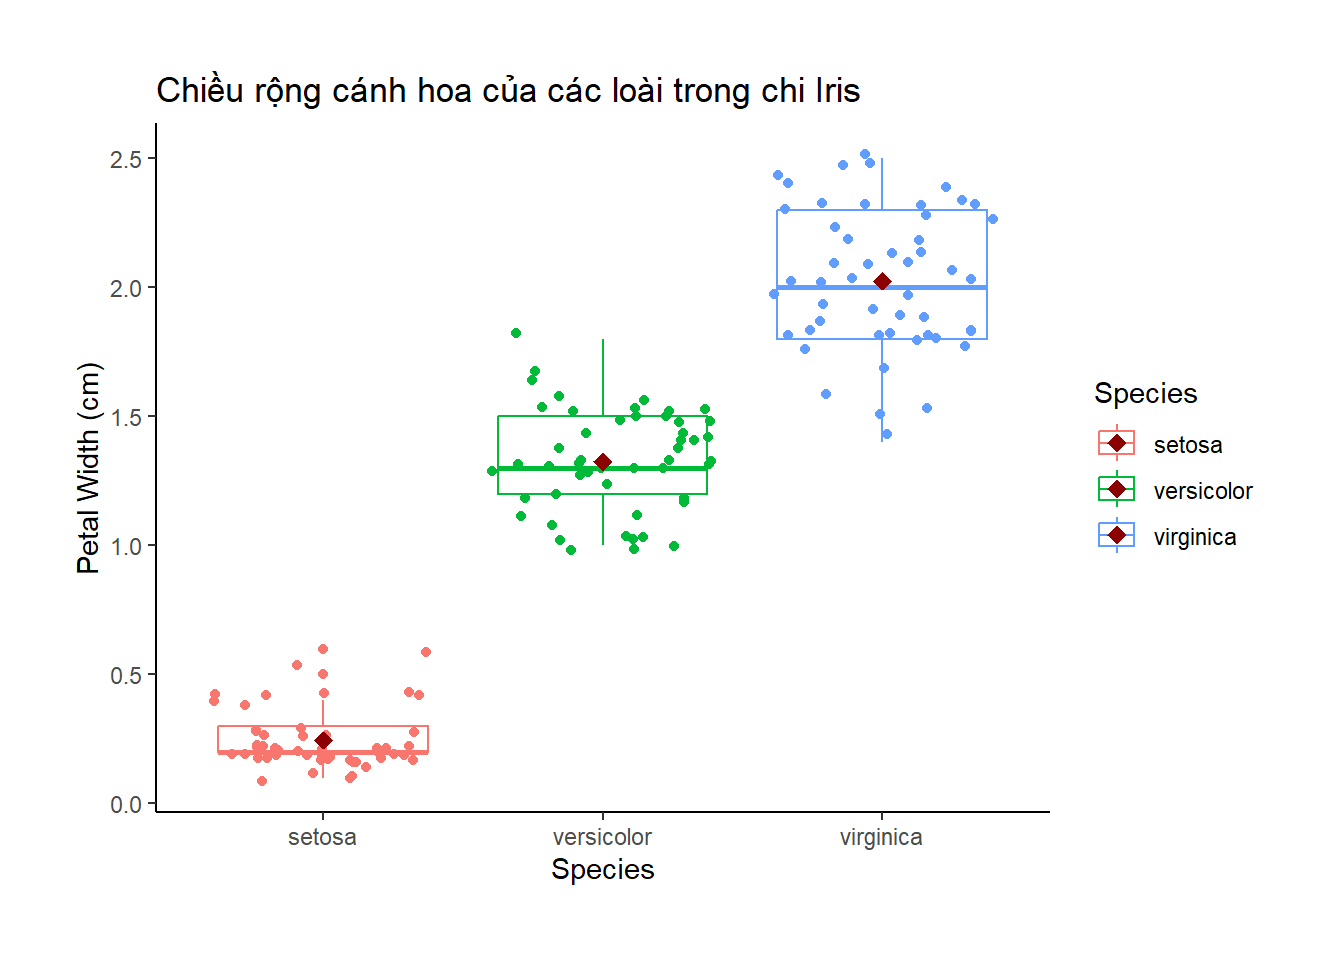 Chiều rộng cánh hoa của các loài trong chi Iris
2.5
2.0
1.5
1.0
0.5
0.0
Petal Width (cm)
setosa versicolor virginica
Species
Species
setosa
versicolor
virginica